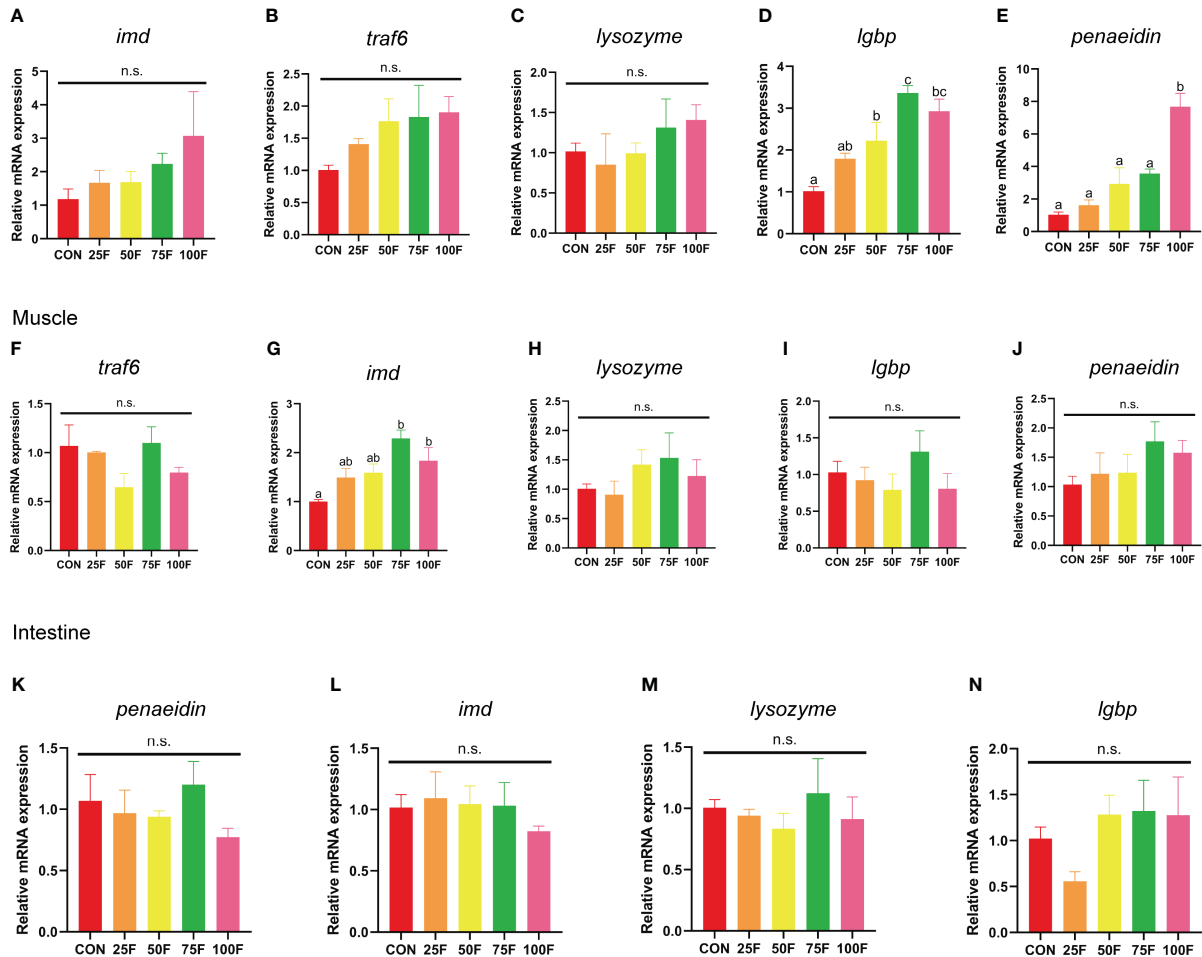 A
imd
n.s.
Relative mRNA expression
5
4
3
2
1
0
CON 25F 50F 75F 100F
B
traf6
n.s.
Relative mRNA expression
2.5
2.0
1.5
1.0
0.5
0.0
CON 25F 50F 75F 100F
C
lysozyme
n.s.
Relative mRNA expression
2.0
1.5
1.0
0.5
0.0
CON 25F 50F 75F 100F
D
lgbp
Relative mRNA expression
4
3
2
1
0
a ab b c bc
CON 25F 50F 75F 100F
E
penaeidin
Relative mRNA expression
10
8
6
4
2
0
a a a a b
CON 25F 50F 75F 100F
Muscle
F
traf6
n.s.
Relative mRNA expression
1.5
1.0
0.5
0.0
CON 25F 50F 75F 100F
G
imd
Relative mRNA expression
3
2
1
0
a ab ab b b
CON 25F 50F 75F 100F
H
lysozyme
n.s.
Relative mRNA expression
2.5
2.0
1.5
1.0
0.5
0.0
CON 25F 50F 75F 100F
I
lgbp
n.s.
Relative mRNA expression
2.0
1.5
1.0
0.5
0.0
CON 25F 50F 75F 100F
J
penaeidin
n.s.
Relative mRNA expression
2.5
2.0
1.5
1.0
0.5
0.0
CON 25F 50F 75F 100F
Intestine
K
penaeidin
n.s.
Relative mRNA expression
1.5
1.0
0.5
0.0
CON 25F 50F 75F 100F
L
imd
n.s.
Relative mRNA expression
1.5
1.0
0.5
0.0
CON 25F 50F 75F 100F
M
lysozyme
n.s.
Relative mRNA expression
1.5
1.0
0.5
0.0
CON 25F 50F 75F 100F
N
lgbp
n.s.
Relative mRNA expression
2.0
1.5
1.0
0.5
0.0
CON 25F 50F 75F 100F